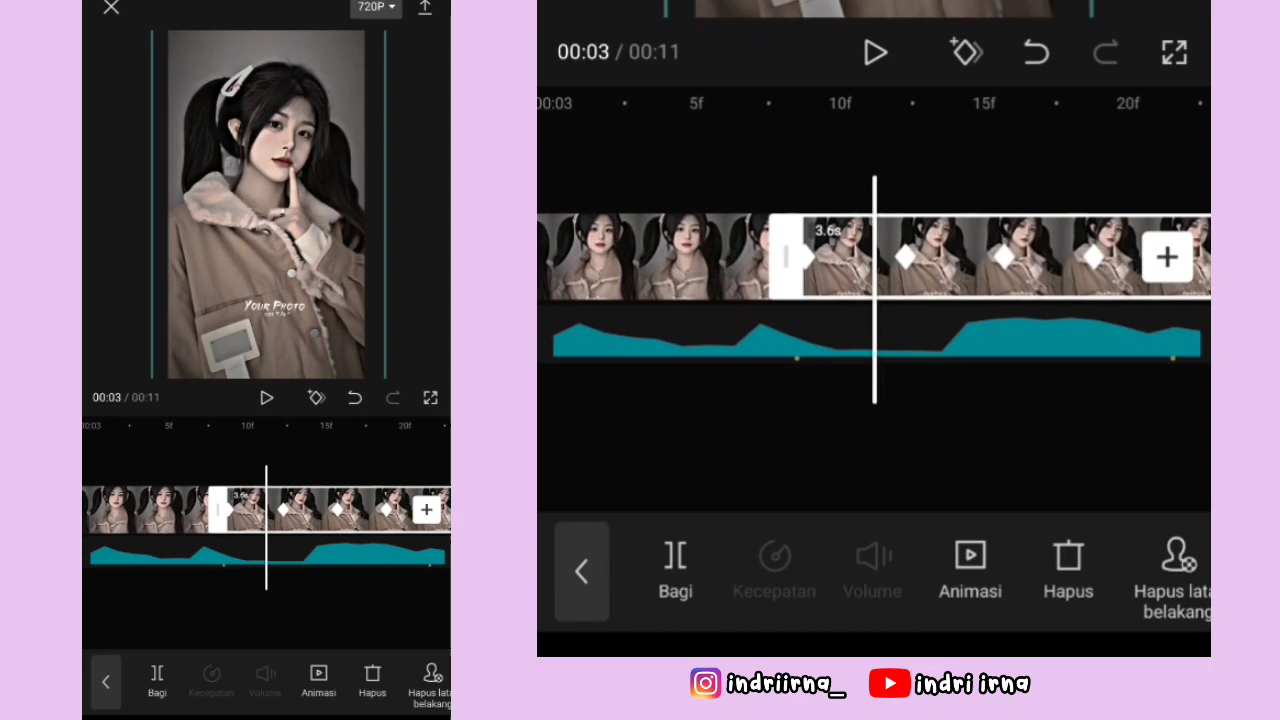 720P
YOUR PHOTO
00:03 / 00:11
00:03
5f
10f
15f
20f
3.6s
Bagi
Kecepatan
Volume
Animasi
Hapus
Hapus lata
belakang
00:03 / 00:11
00:03
5f
10f
15f
20f
3.6s
Bagi
Kecepatan
Volume
Animasi
Hapus
Hapus lata
belakang
indriirna_
indri irna